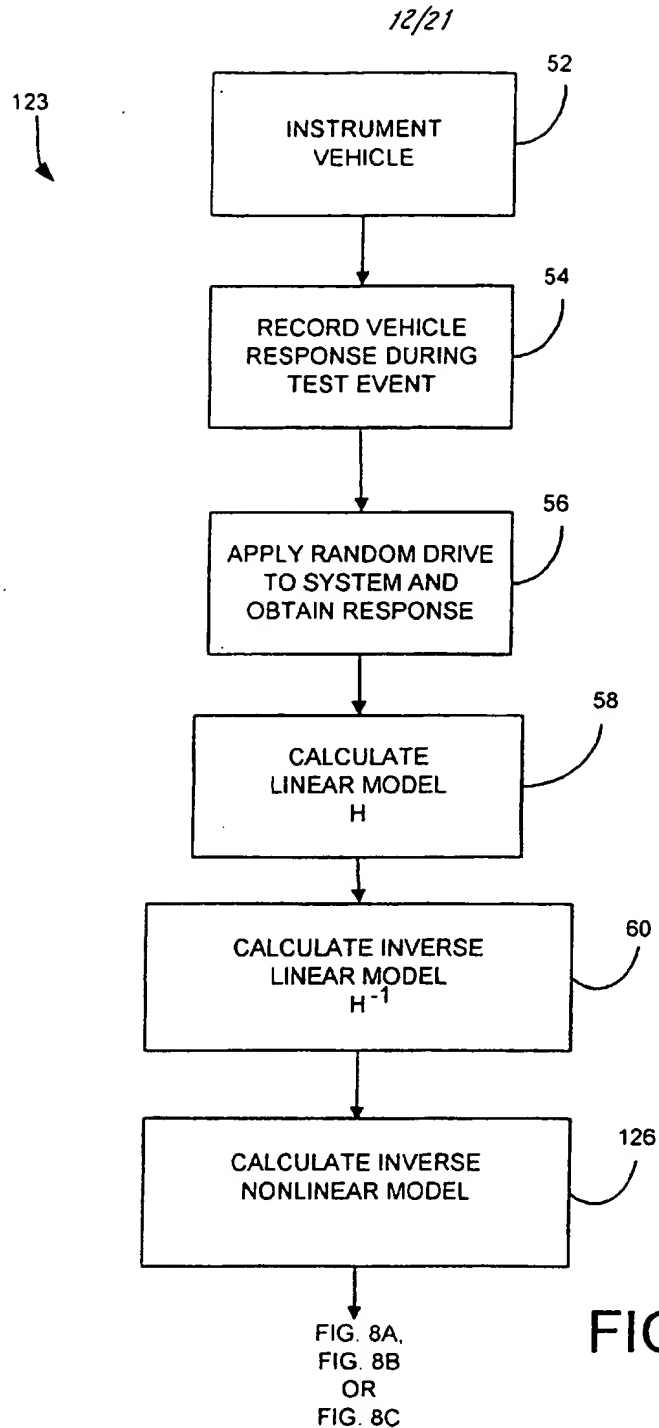 12/21
123
52
INSTRUMENT
VEHICLE
54
RECORD VEHICLE
RESPONSE DURING
TEST EVENT
56
APPLY RANDOM DRIVE
TO SYSTEM AND
OBTAIN RESPONSE
58
CALCULATE
LINEAR MODEL
H
60
CALCULATE INVERSE
LINEAR MODEL
H⁻¹
126
CALCULATE INVERSE
NONLINEAR MODEL
FIG. 8A,
FIG. 8B
OR
FIG. 8C